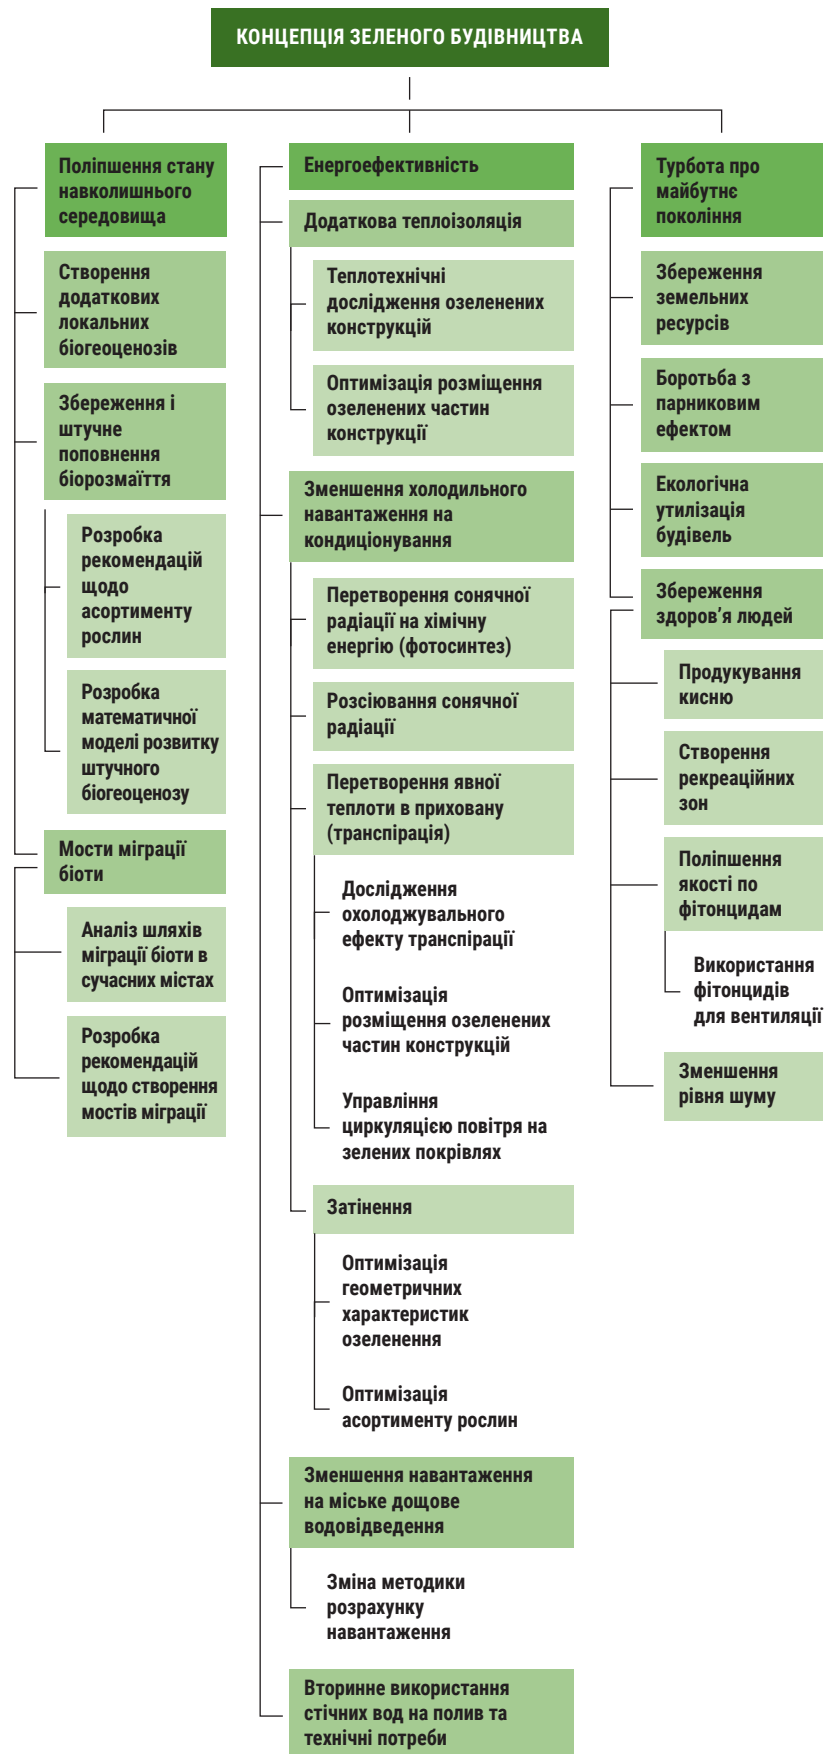 КОНЦЕПЦІЯ ЗЕЛЕНОГО БУДІВНИЦТВА
Поліпшення стану
навколишнього
середовища
Створення
додаткових
локальних
біогеоценозів
Збереження і
штучне
поповнення
біорозмаїття
Розробка
рекомендацій
щодо
асортименту
рослин
Розробка
математичної
моделі розвитку
штучного
біогеоценозу
Мости міграції
біоти
Аналіз шляхів
міграції біоти в
сучасних містах
Розробка
рекомендацій
щодо створення
мостів міграції
Енергоефективність
Додаткова теплоізоляція
Теплотехнічні
дослідження озеленених
конструкцій
Оптимізація розміщення
озеленених частин
конструкції
Зменшення холодильного
навантаження на
кондиціонування
Перетворення сонячної
радіації на хімічну
енергію (фотосинтез)
Розсіювання сонячної
радіації
Перетворення явної
теплоти в приховану
(транспірація)
Дослідження
охолоджувального
ефекту транспірації
Оптимізація
розміщення озеленених
частин конструкцій
Управління
циркуляцією повітря на
зелених покрівлях
Затінення
Оптимізація
геометричних
характеристик
озеленення
Оптимізація
асортименту рослин
Зменшення навантаження
на міське дощове
водовідведення
Зміна методики
розрахунку
навантаження
Вторинне використання
стічних вод на полив та
технічні потреби
Турбота про
майбутнє
покоління
Збереження
земельних
ресурсів
Боротьба з
парниковим
ефектом
Екологічна
утилізація
будівель
Збереження
здоров’я людей
Продукування
кисню
Створення
рекреаційних
зон
Поліпшення
якості по
фітонцидам
Використання
фітонцидів
для вентиляції
Зменшення
рівня шуму